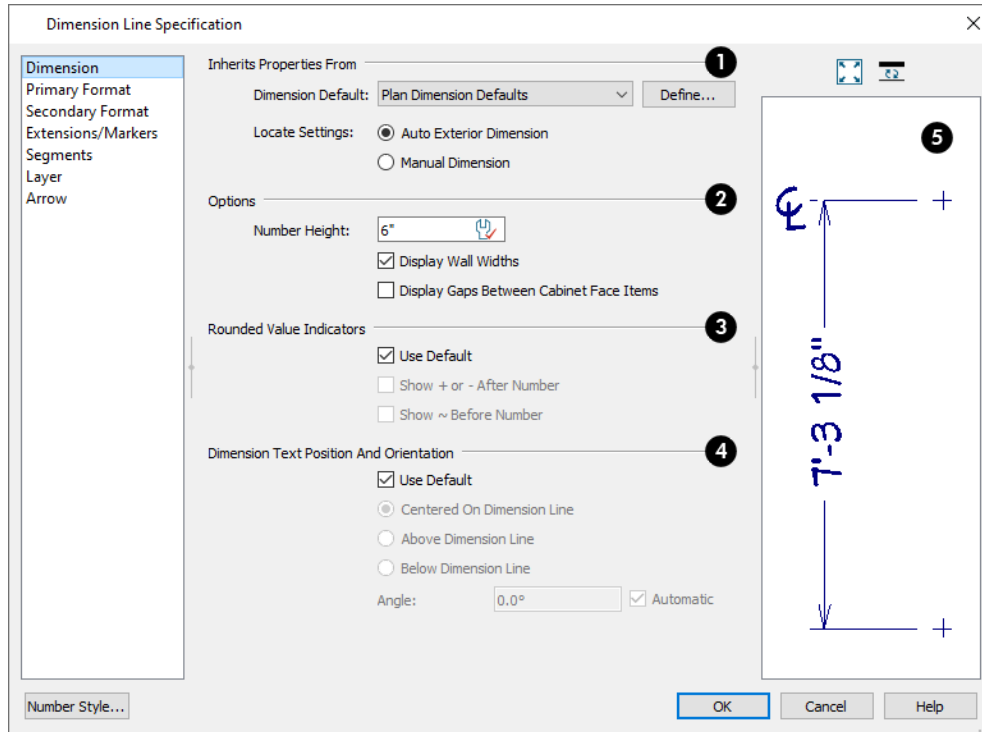 Dimension Line Specification
Dimension
Primary Format
Secondary Format
Extensions/Markers
Segments
Layer
Arrow
Inherits Properties From 1
Dimension Default: Plan Dimension Defaults Define...
Locate Settings: Auto Exterior Dimension
Manual Dimension
Options 2
Number Height: 6"
Display Wall Widths
Display Gaps Between Cabinet Face Items
Rounded Value Indicators 3
Use Default
Show + or - After Number
Show ~ Before Number
Dimension Text Position And Orientation 4
Use Default
Centered On Dimension Line
Above Dimension Line
Below Dimension Line
Angle: 0.0° Automatic
5
℄
7'-3 1/8"
Number Style...
OK Cancel Help